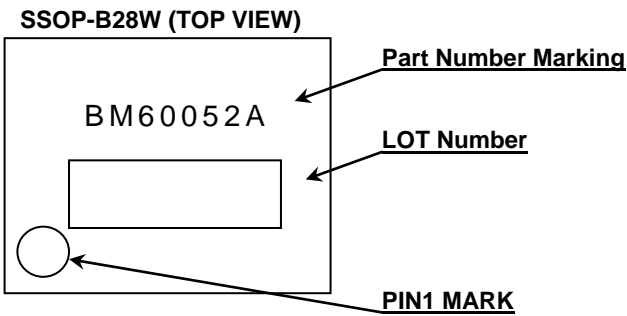 SSOP-B28W (TOP VIEW)
Part Number Marking
BM60052A
LOT Number
PIN1 MARK